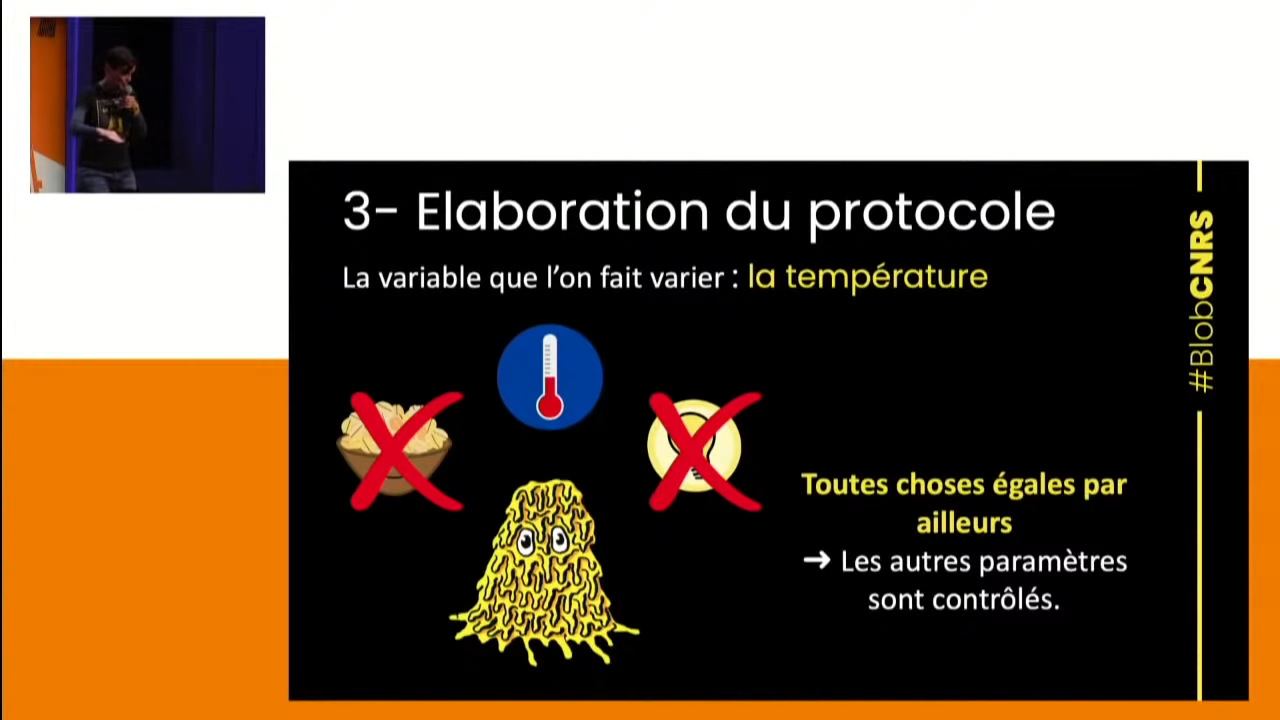 3- Elaboration du protocole
La variable que l’on fait varier : la température
Toutes choses égales par
ailleurs
➜ Les autres paramètres
sont contrôlés.
#BlobCNRS